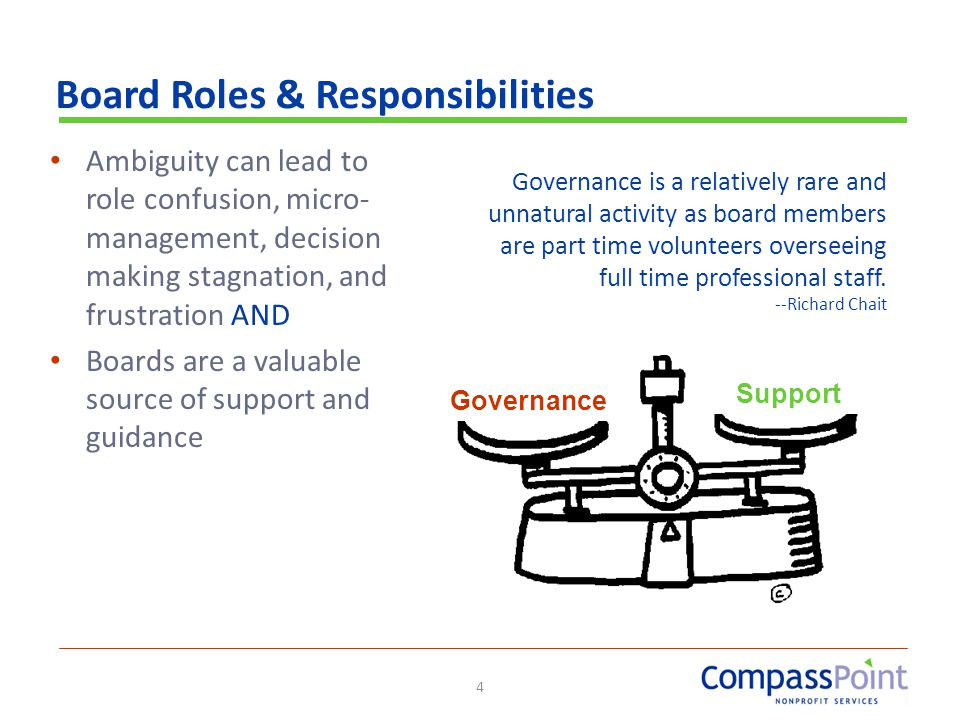 Board Roles & Responsibilities
• Ambiguity can lead to
role confusion, micro-
management, decision
making stagnation, and
frustration AND
• Boards are a valuable
source of support and
guidance
Governance is a relatively rare and
unnatural activity as board members
are part time volunteers overseeing
full time professional staff.
--Richard Chait
Governance
Support
©
4
CompassPoint
NONPROFIT SERVICES